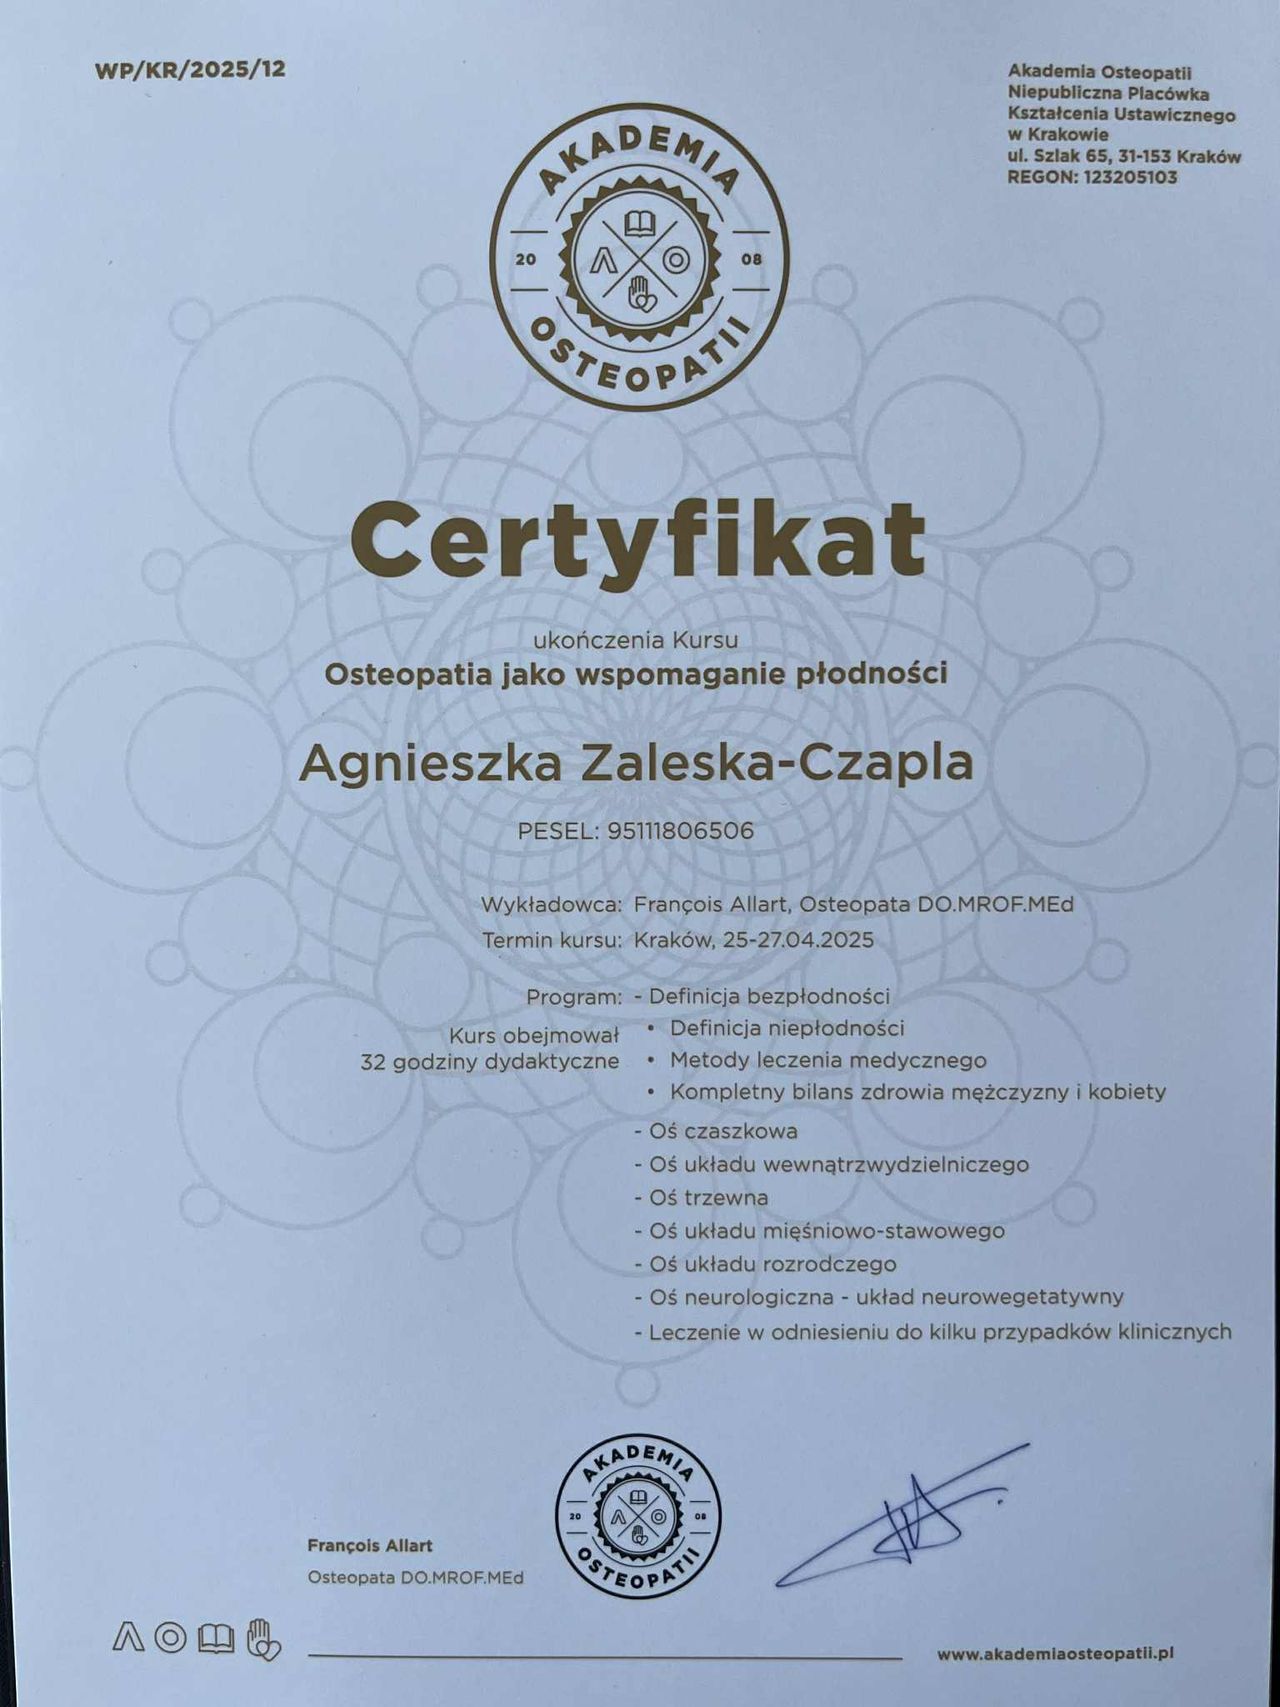 WP/KR/2025/12
Akademia Osteopatii
Niepubliczna Placówka
Kształcenia Ustawicznego
w Krakowie
ul. Szlak 65, 31-153 Kraków
REGON: 123205103
AKADEMIA
20 08
OSTEOPATII
Certyfikat
ukończenia Kursu
Osteopatia jako wspomaganie płodności
Agnieszka Zaleska-Czapla
PESEL: 95111806506
Wykładowca: François Allart, Osteopata DO.MROF.MEd
Termin kursu: Kraków, 25-27.04.2025
Program: - Definicja bezpłodności
Kurs obejmował
32 godziny dydaktyczne
• Definicja niepłodności
• Metody leczenia medycznego
• Kompletny bilans zdrowia mężczyzny i kobiety
- Oś czaszkowa
- Oś układu wewnątrzwydzielniczego
- Oś trzewna
- Oś układu mięśniowo-stawowego
- Oś układu rozrodczego
- Oś neurologiczna - układ neurowegetatywny
- Leczenie w odniesieniu do kilku przypadków klinicznych
AKADEMIA
20 08
OSTEOPATII
François Allart
Osteopata DO.MROF.MEd
www.akademiaosteopatii.pl